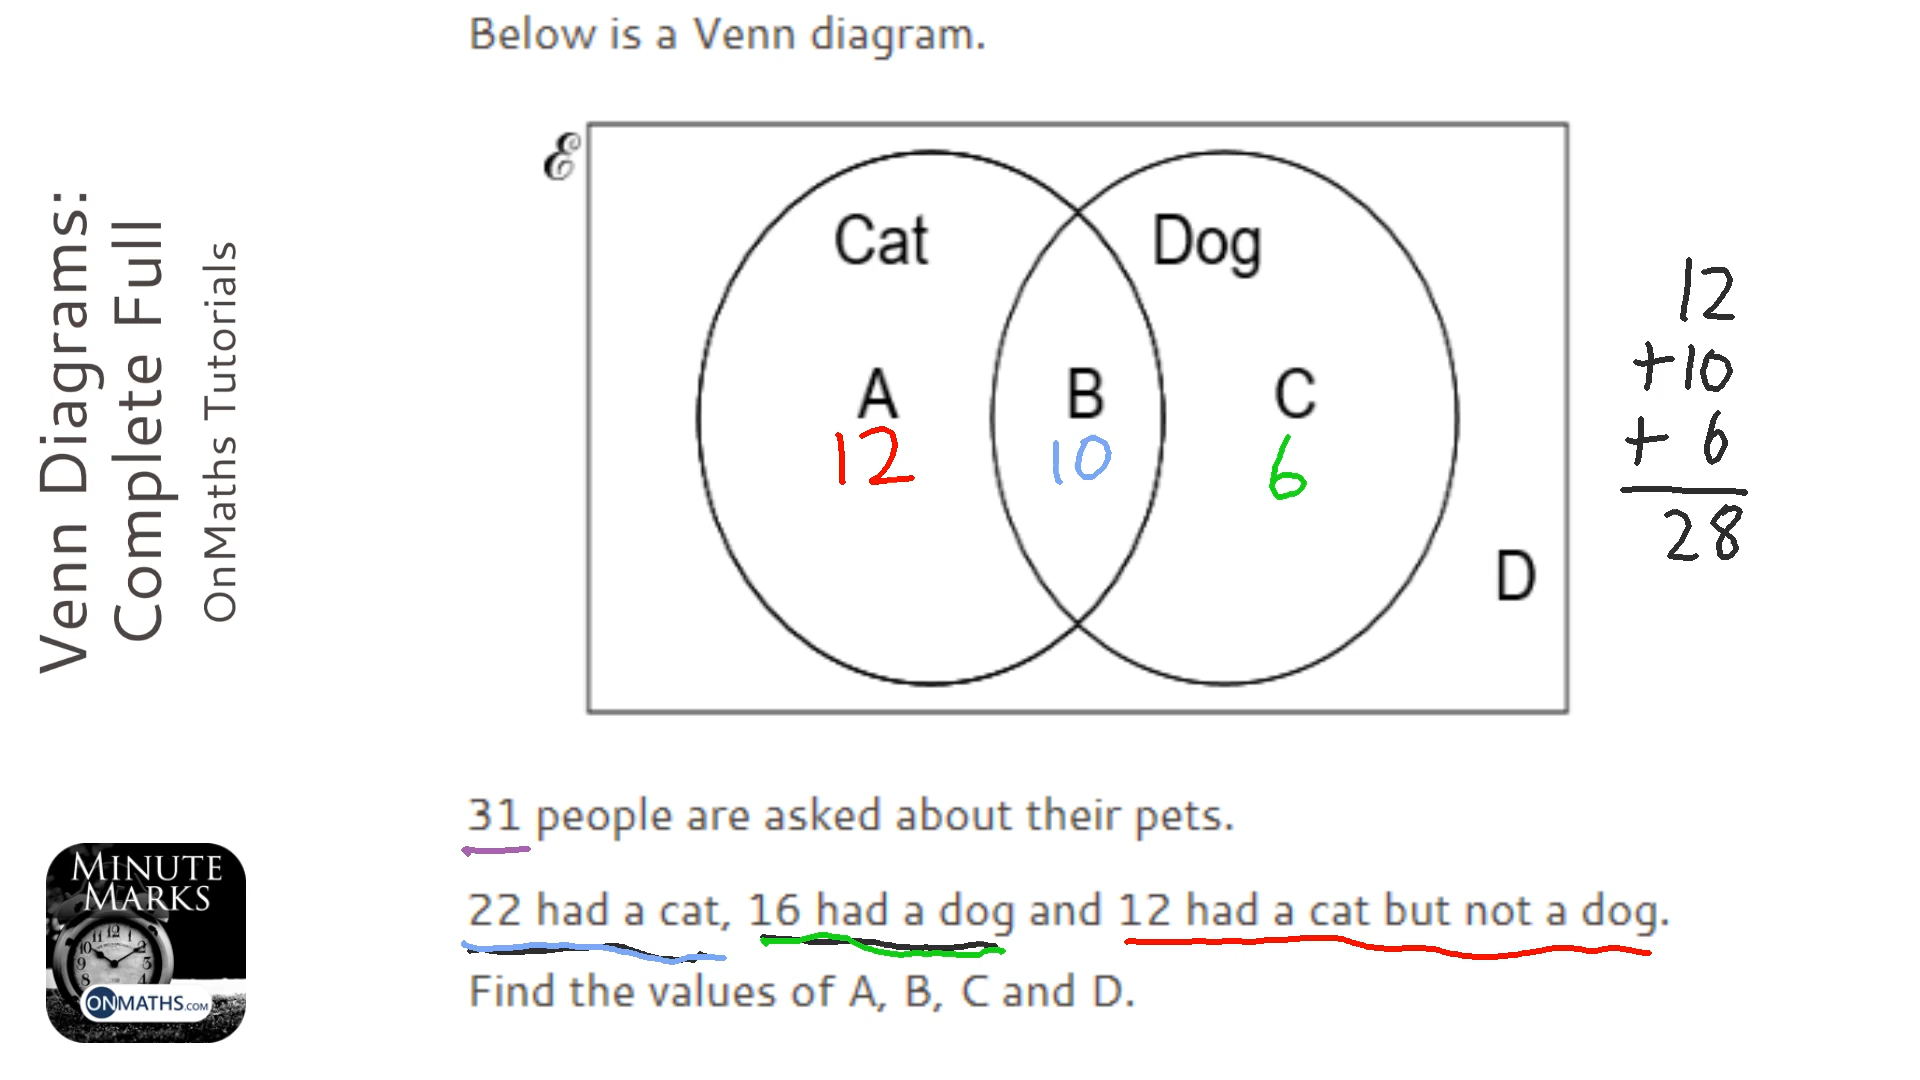 Below is a Venn diagram.
Venn Diagrams:
Complete Full
OnMaths Tutorials
ℰ
Cat
Dog
A
B
C
12
10
6
D
12
+10
+ 6
28
31 people are asked about their pets.
22 had a cat, 16 had a dog and 12 had a cat but not a dog.
Find the values of A, B, C and D.
MINUTE
MARKS
ONMATHS.COM